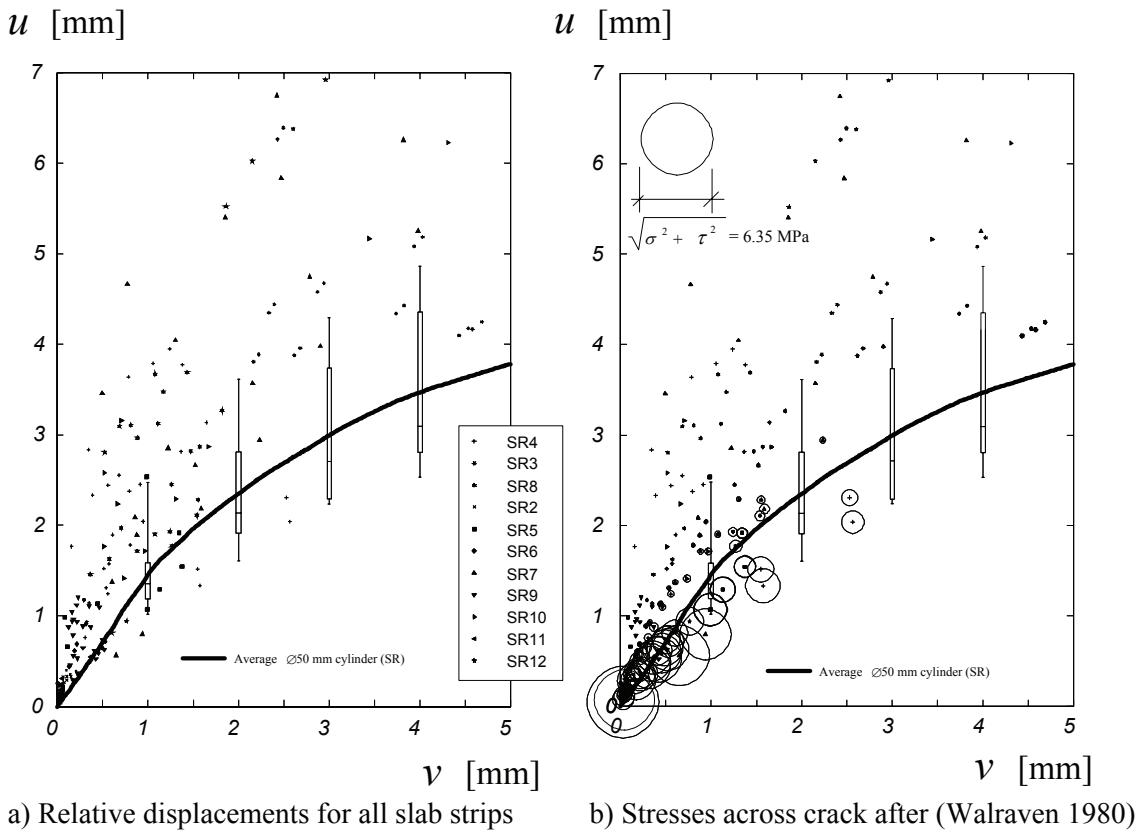 u [mm]
7
6
5
4
3
2
1
0
0 1 2 3 4 5
v [mm]
Average Ø50 mm cylinder (SR)
SR4
SR3
SR8
SR2
SR5
SR6
SR7
SR9
SR10
SR11
SR12
a) Relative displacements for all slab strips
u [mm]
7
6
5
4
3
2
1
0
√σ² + τ² = 6.35 MPa
Average Ø50 mm cylinder (SR)
0 1 2 3 4 5
v [mm]
b) Stresses across crack after (Walraven 1980)